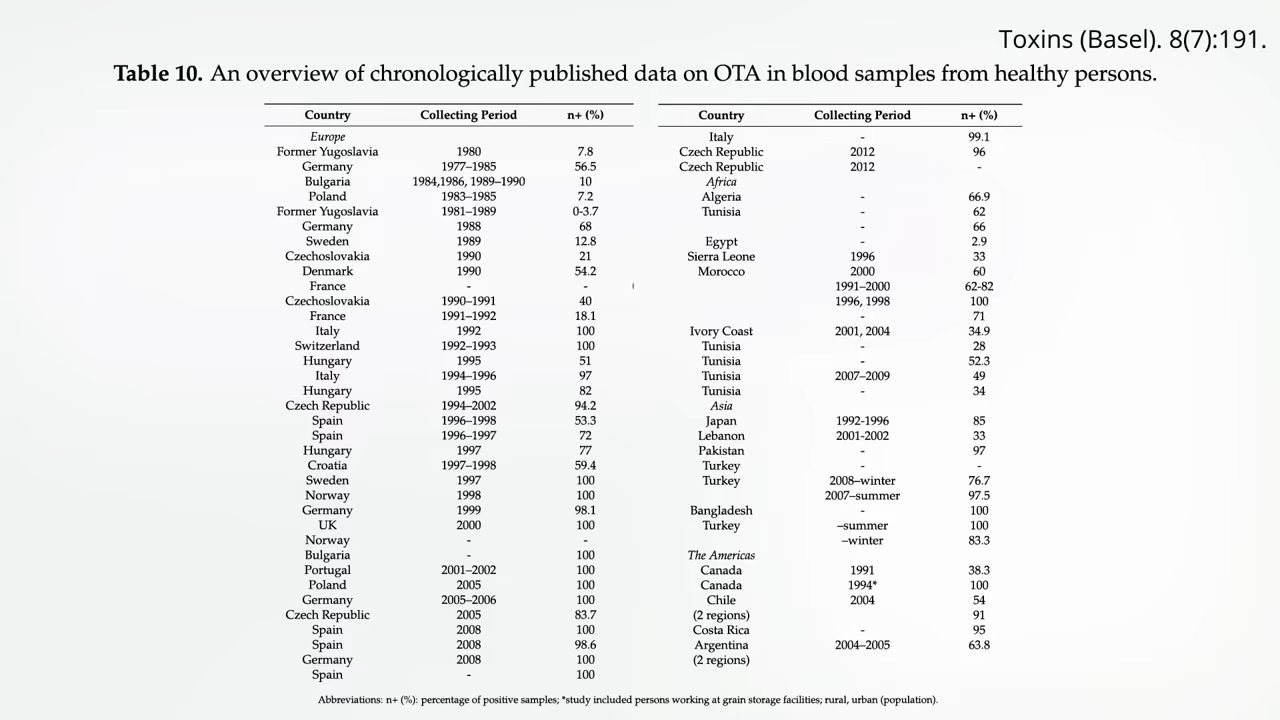 Toxins (Basel). 8(7):191.
Table 10. An overview of chronologically published data on OTA in blood samples from healthy persons.
Country Collecting Period n+ (%)
Europe
Former Yugoslavia 1980 7.8
Germany 1977–1985 56.5
Bulgaria 1984,1986, 1989–1990 10
Poland 1983–1985 7.2
Former Yugoslavia 1981–1989 0-3.7
Germany 1988 68
Sweden 1989 12.8
Czechoslovakia 1990 21
Denmark 1990 54.2
France - -
Czechoslovakia 1990–1991 40
France 1991–1992 18.1
Italy 1992 100
Switzerland 1992–1993 100
Hungary 1995 51
Italy 1994–1996 97
Hungary 1995 82
Czech Republic 1994–2002 94.2
Spain 1996–1998 53.3
Spain 1996–1997 72
Hungary 1997 77
Croatia 1997–1998 59.4
Sweden 1997 100
Norway 1998 100
Germany 1999 98.1
UK 2000 100
Norway - -
Bulgaria - 100
Portugal 2001–2002 100
Poland 2005 100
Germany 2005–2006 100
Czech Republic 2005 83.7
Spain 2008 100
Spain 2008 98.6
Germany 2008 100
Spain - 100
Country Collecting Period n+ (%)
Italy - 99.1
Czech Republic 2012 96
Czech Republic 2012 -
Africa
Algeria - 66.9
Tunisia - 62
- 66
Egypt - 2.9
Sierra Leone 1996 33
Morocco 2000 60
1991–2000 62-82
1996, 1998 100
- 71
Ivory Coast 2001, 2004 34.9
Tunisia - 28
Tunisia - 52.3
Tunisia 2007–2009 49
Tunisia - 34
Asia
Japan 1992-1996 85
Lebanon 2001-2002 33
Pakistan - 97
Turkey - -
Turkey 2008–winter 76.7
2007–summer 97.5
Bangladesh - 100
Turkey –summer 100
–winter 83.3
The Americas
Canada 1991 38.3
Canada 1994* 100
Chile 2004 54
(2 regions) 91
Costa Rica - 95
Argentina 2004–2005 63.8
(2 regions)
Abbreviations: n+ (%): percentage of positive samples; *study included persons working at grain storage facilities; rural, urban (population).